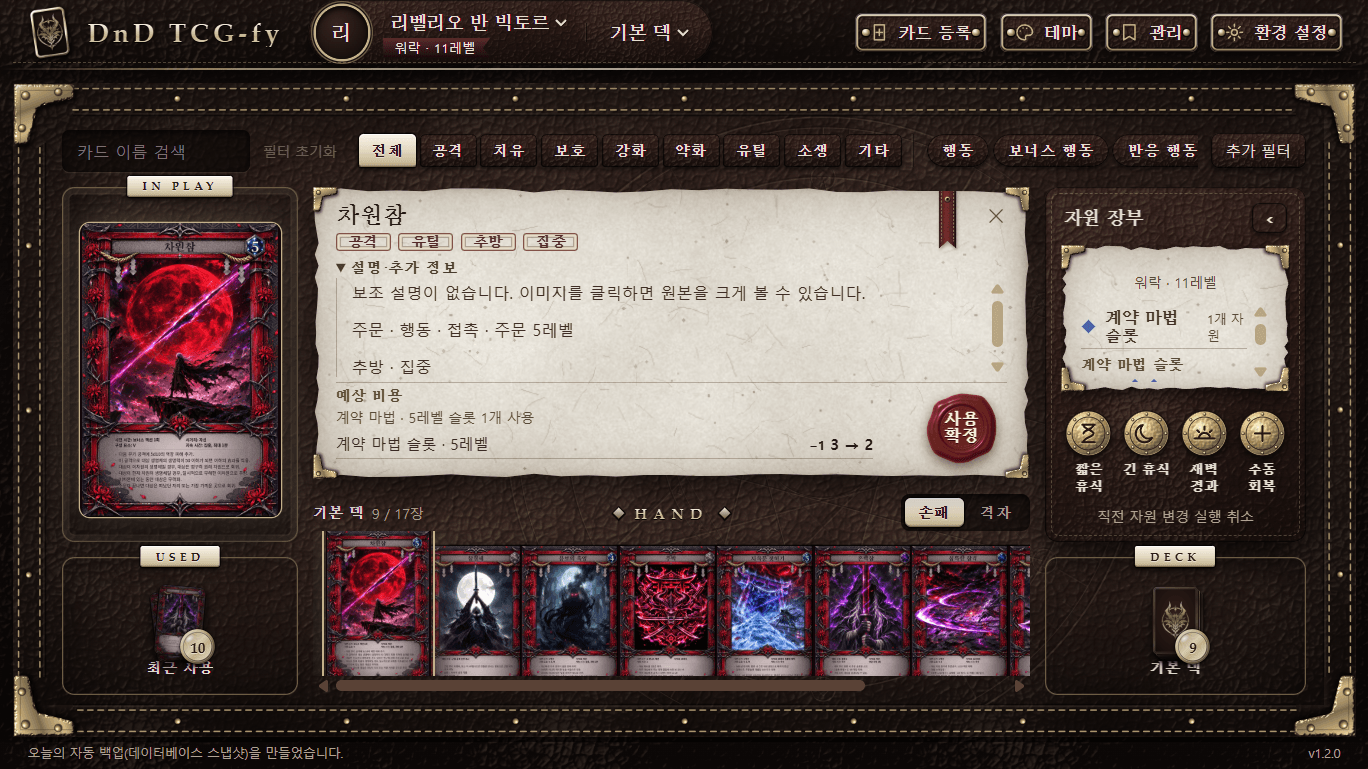 DnD TCG-fy
리
리벨리오 반 빅토르
워락 · 11레벨
기본 덱
카드 등록
테마
관리
환경 설정
카드 이름 검색
필터 초기화
전체
공격
치유
보호
강화
약화
유틸
소생
기타
행동
보너스 행동
반응 행동
추가 필터
IN PLAY
차원참
5
차원참
공격
유틸
추방
집중
▼ 설명·추가 정보
보조 설명이 없습니다. 이미지를 클릭하면 원본을 크게 볼 수 있습니다.
주문 · 행동 · 접촉 · 주문 5레벨
추방 · 집중
예상 비용
계약 마법 · 5레벨 슬롯 1개 사용
계약 마법 슬롯 · 5레벨
−1 3 → 2
사용
확정
자원 장부
워락 · 11레벨
계약 마법
슬롯
1개 자
원
계약 마법 슬롯
짧은
휴식
긴 휴식
새벽
경과
수동
회복
직전 자원 변경 실행 취소
기본 덱 9 / 17장
HAND
손패
격자
차원참
USED
10
최근 사용
DECK
9
기본 덱
오늘의 자동 백업(데이터베이스 스냅샷)을 만들었습니다.
v1.2.0